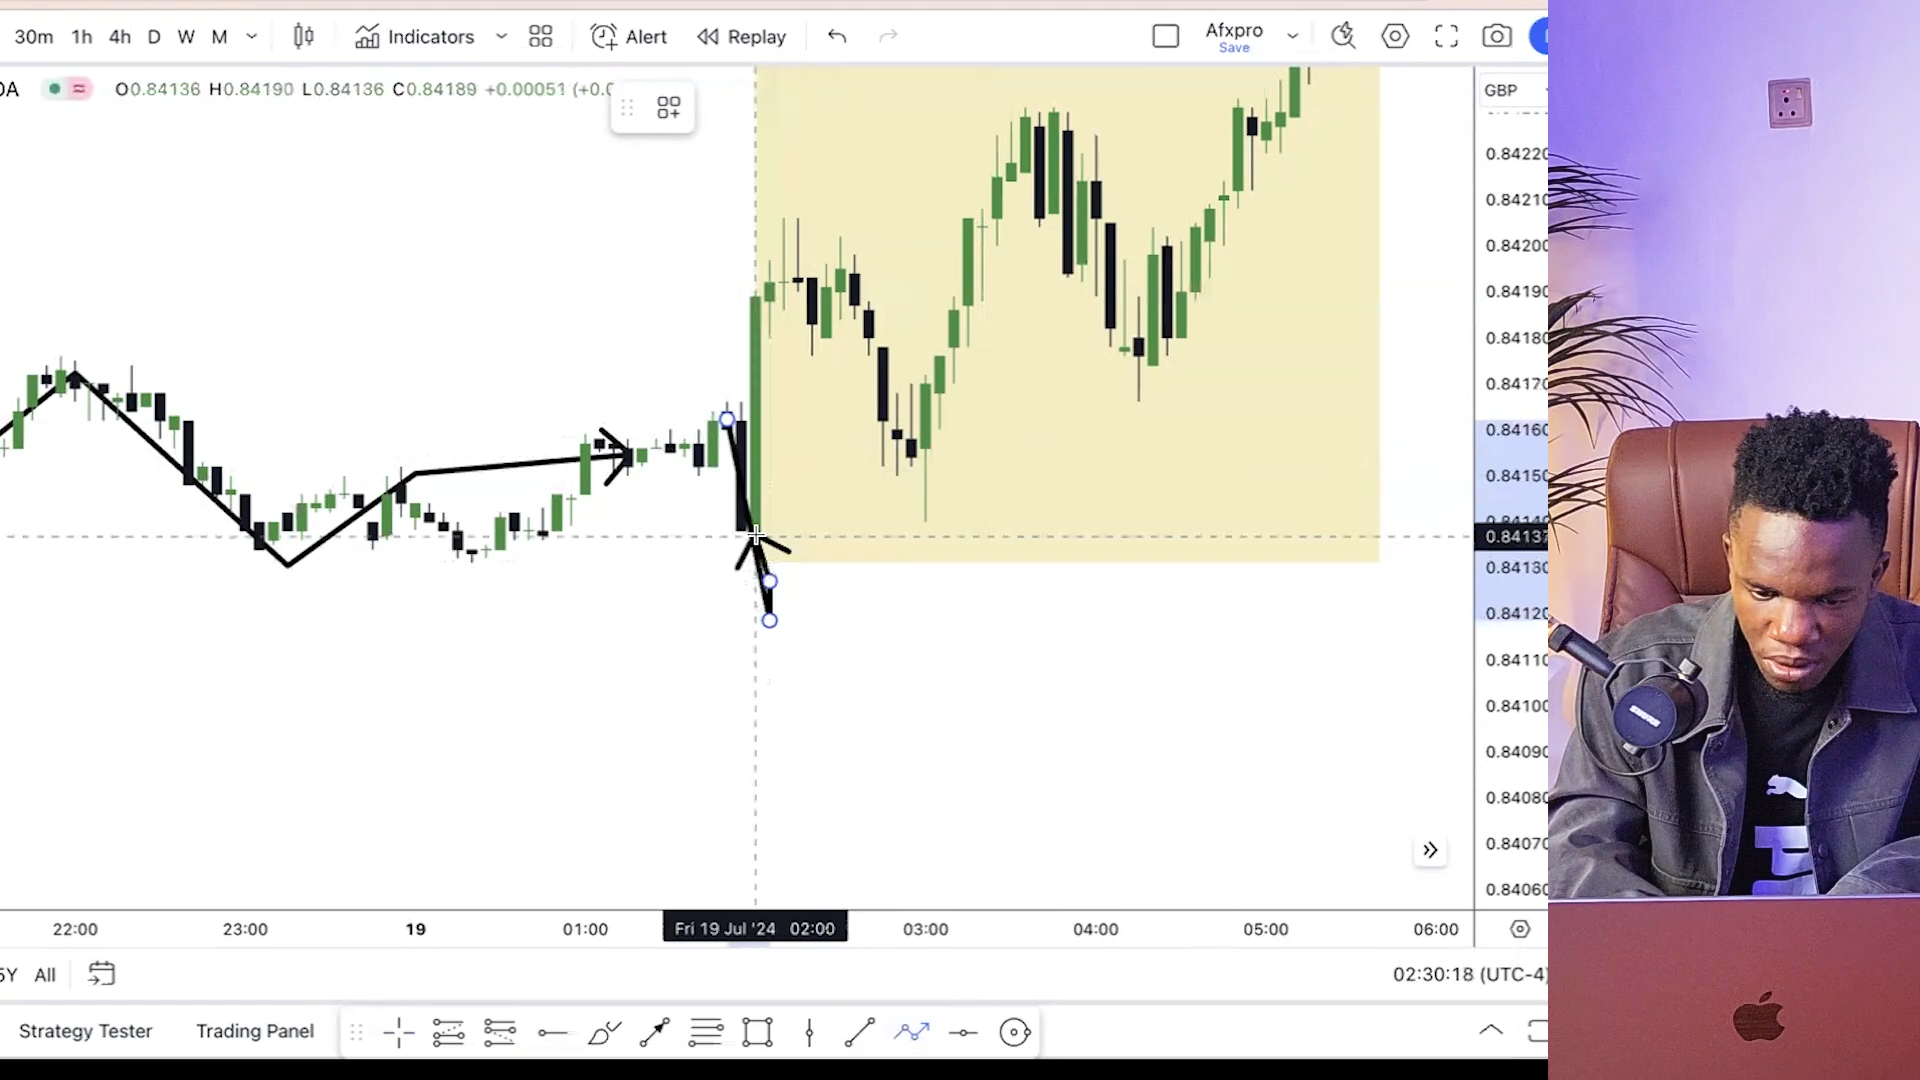 30m 1h 4h D W M Indicators Alert Replay Afxpro
Save
OA O0.84136 H0.84190 L0.84136 C0.84189 +0.00051 (+0.0 GBP
0.84220
0.84210
0.84200
0.84190
0.84180
0.84170
0.84160
0.84150
0.84137
0.84130
0.84120
0.84110
0.84100
0.84090
0.84080
0.84070
0.84060
22:00 23:00 19 01:00 Fri 19 Jul '24 02:00 03:00 04:00 05:00 06:00
5Y All 02:30:18 (UTC-4)
Strategy Tester Trading Panel
SHURE